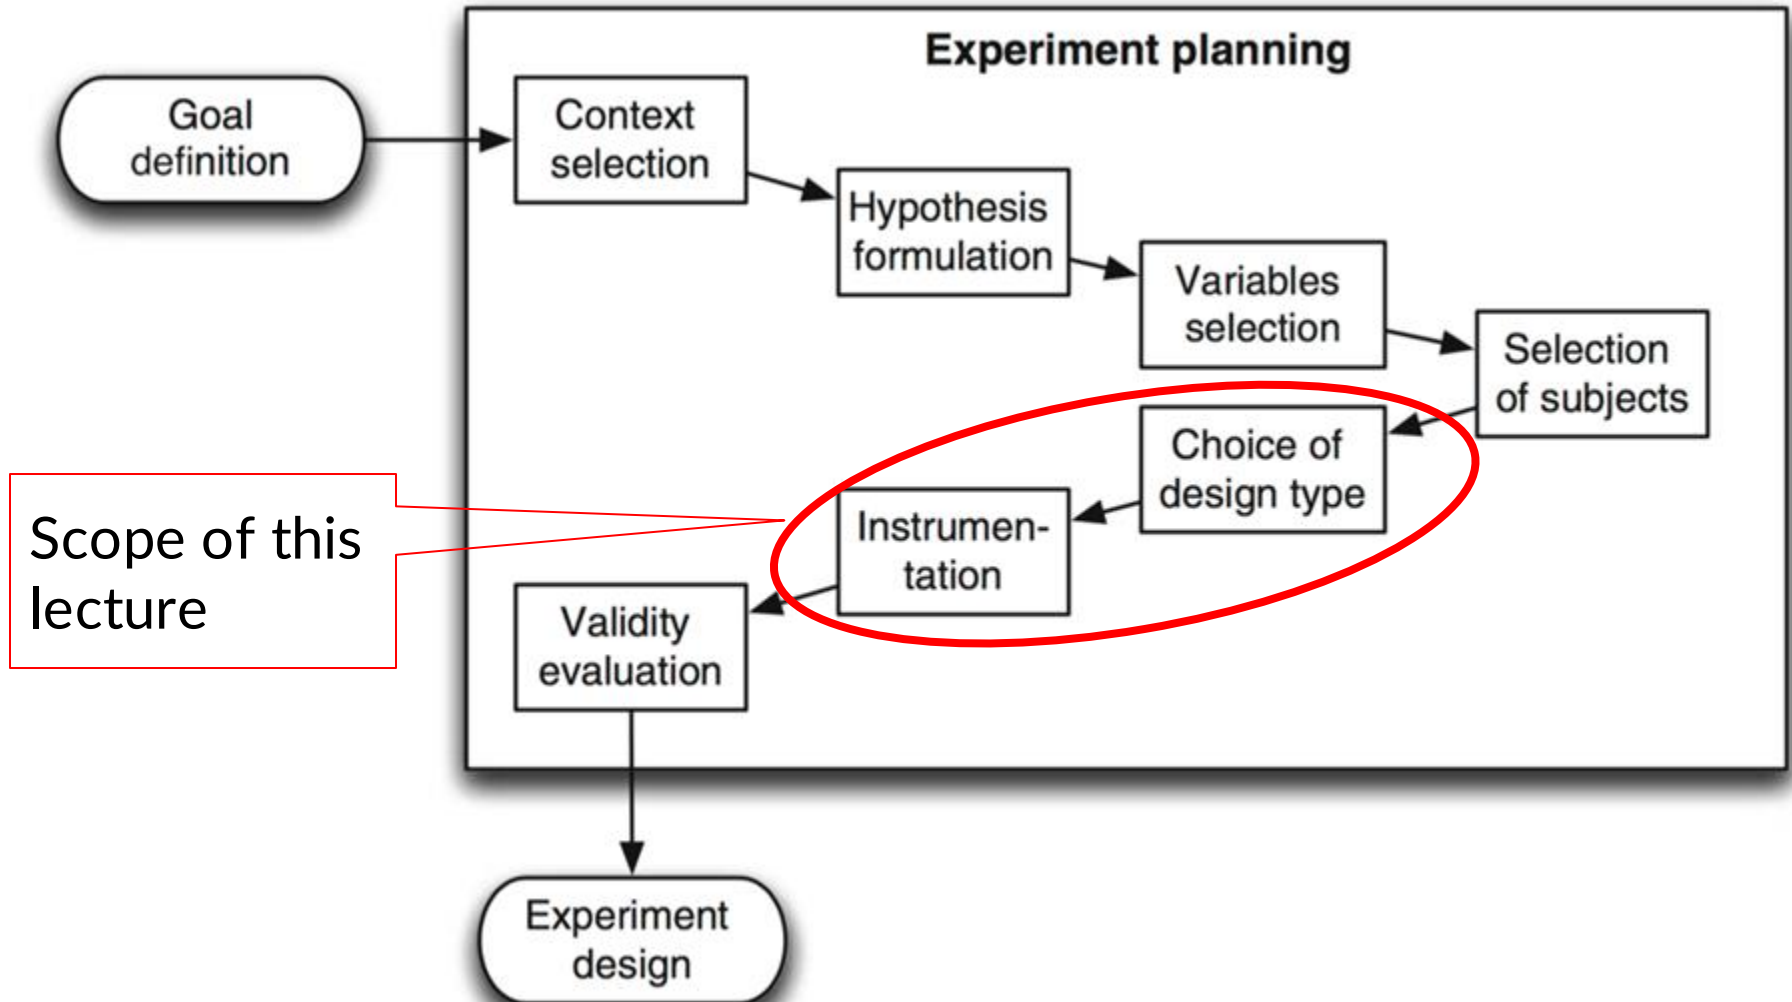 Experiment planning
Goal
definition
Context
selection
Hypothesis
formulation
Variables
selection
Selection
of subjects
Choice of
design type
Instrumen-
tation
Scope of this
lecture
Validity
evaluation
Experiment
design